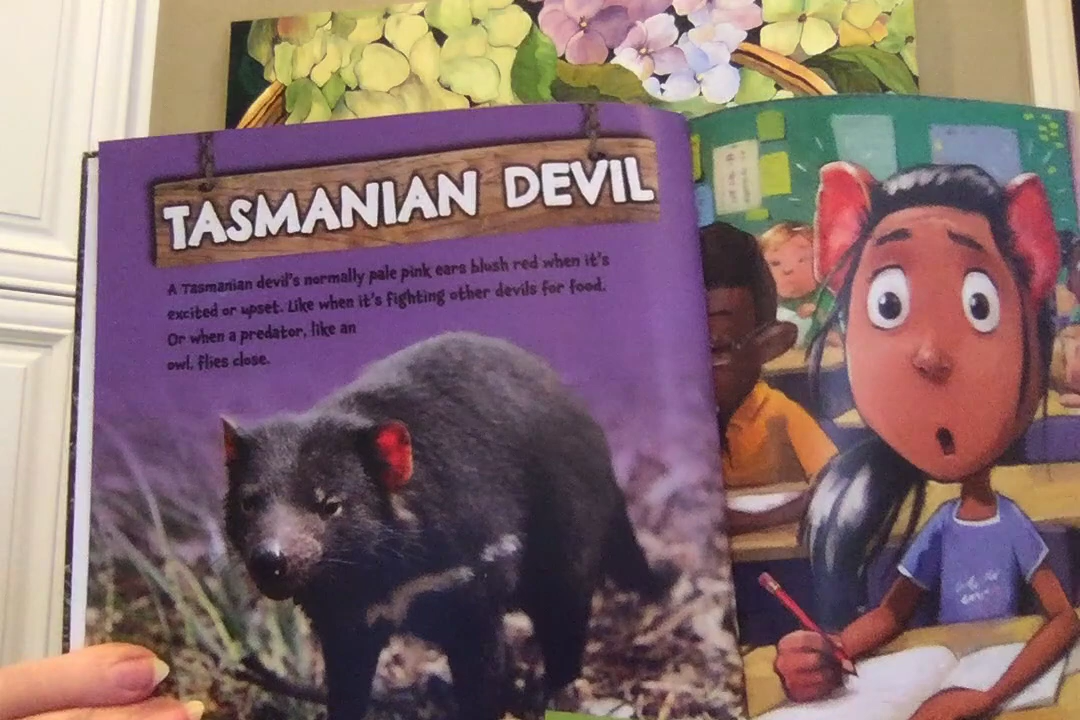 TASMANIAN DEVIL
A Tasmanian devil's normally pale pink ears blush red when it's
excited or upset. Like when it's fighting other devils for food.
Or when a predator, like an
owl, flies close.